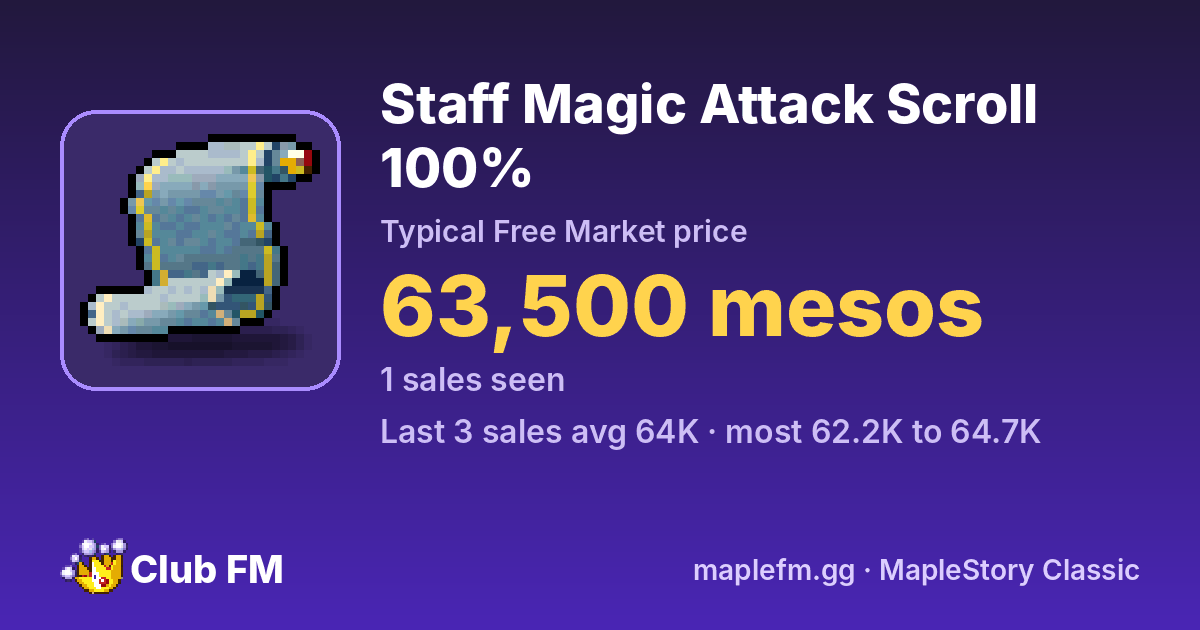 Staff Magic Attack Scroll
100%
Typical Free Market price
63,500 mesos
1 sales seen
Last 3 sales avg 64K · most 62.2K to 64.7K
Club FM
maplefm.gg · MapleStory Classic